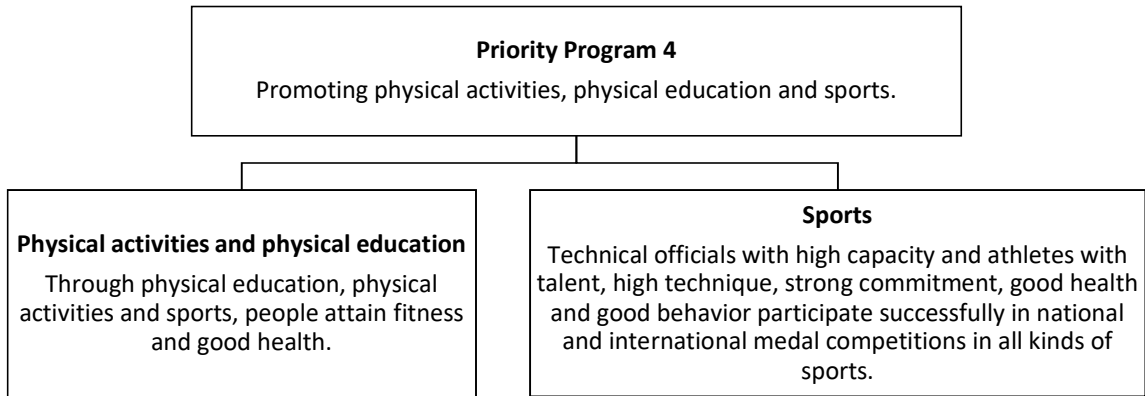 Priority Program 4
Promoting physical activities, physical education and sports.
Physical activities and physical education
Through physical education, physical
activities and sports, people attain fitness
and good health.
Sports
Technical officials with high capacity and athletes with
talent, high technique, strong commitment, good health
and good behavior participate successfully in national
and international medal competitions in all kinds of
sports.